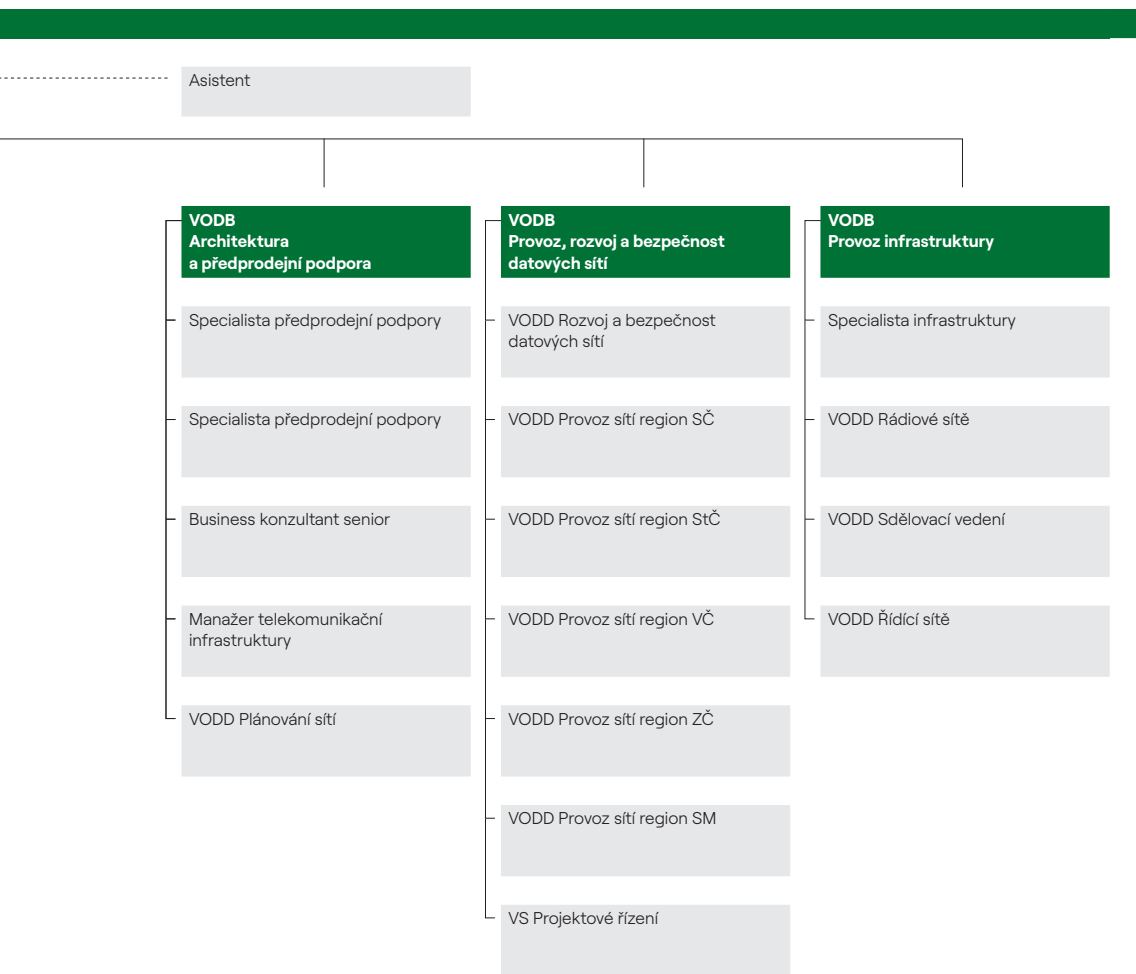 Asistent
VODB
Architektura
a předprodejní podpora
Specialista předprodejní podpory
Specialista předprodejní podpory
Business konzultant senior
Manažer telekomunikační
infrastruktury
VODD Plánování sítí
VODB
Provoz, rozvoj a bezpečnost
datových sítí
VODD Rozvoj a bezpečnost
datových sítí
VODD Provoz sítí region SČ
VODD Provoz sítí region StČ
VODD Provoz sítí region VČ
VODD Provoz sítí region ZČ
VODD Provoz sítí region SM
VS Projektové řízení
VODB
Provoz infrastruktury
Specialista infrastruktury
VODD Rádiové sítě
VODD Sdělovací vedení
VODD Řídící sítě